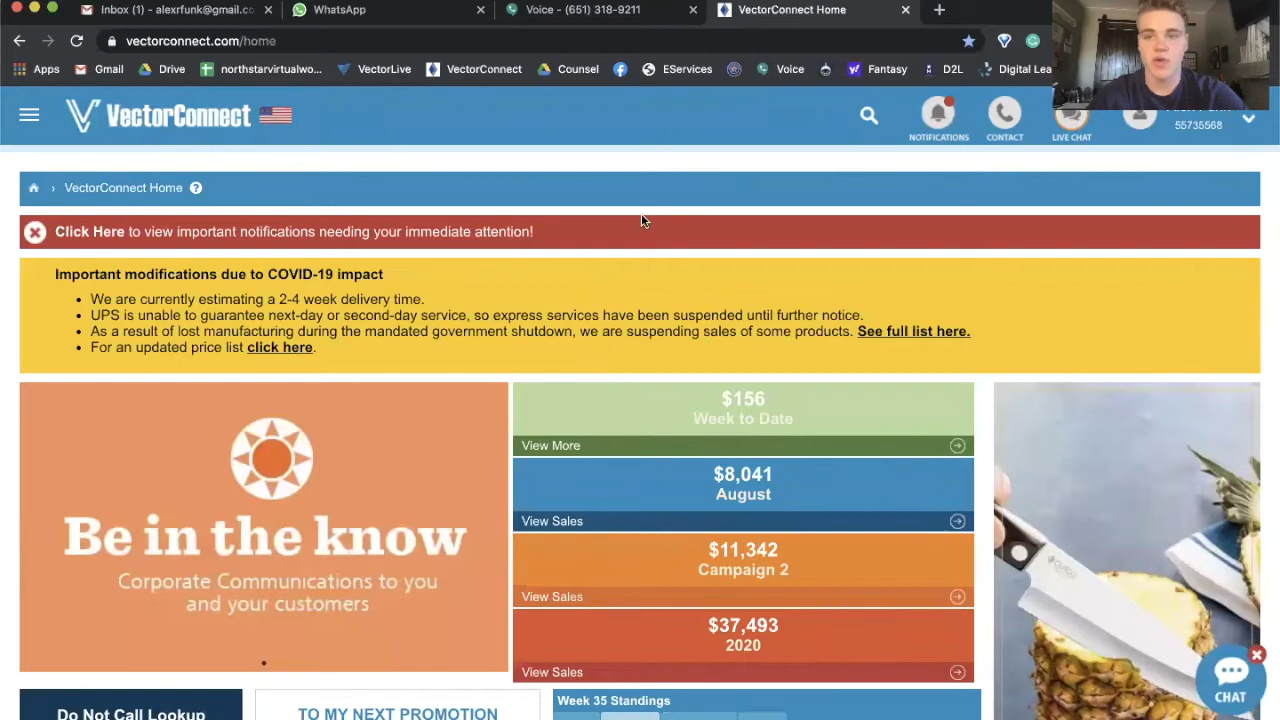 Inbox (1) - alexrfunk@gmail.co
WhatsApp
Voice - (651) 318-9211
VectorConnect Home
vectorconnect.com/home
Apps
Gmail
Drive
northstarvirtualwo...
VectorLive
VectorConnect
Counsel
EServices
Voice
Fantasy
D2L
Digital Lea
VectorConnect
NOTIFICATIONS
CONTACT
LIVE CHAT
55735568
VectorConnect Home
Click Here to view important notifications needing your immediate attention!
Important modifications due to COVID-19 impact
• We are currently estimating a 2-4 week delivery time.
• UPS is unable to guarantee next-day or second-day service, so express services have been suspended until further notice.
• As a result of lost manufacturing during the mandated government shutdown, we are suspending sales of some products. See full list here.
• For an updated price list click here.
Be in the know
Corporate Communications to you
and your customers
$156
Week to Date
View More
$8,041
August
View Sales
$11,342
Campaign 2
View Sales
$37,493
2020
View Sales
CUTCO
CHAT
Do Not Call Lookup
TO MY NEXT PROMOTION
Week 35 Standings